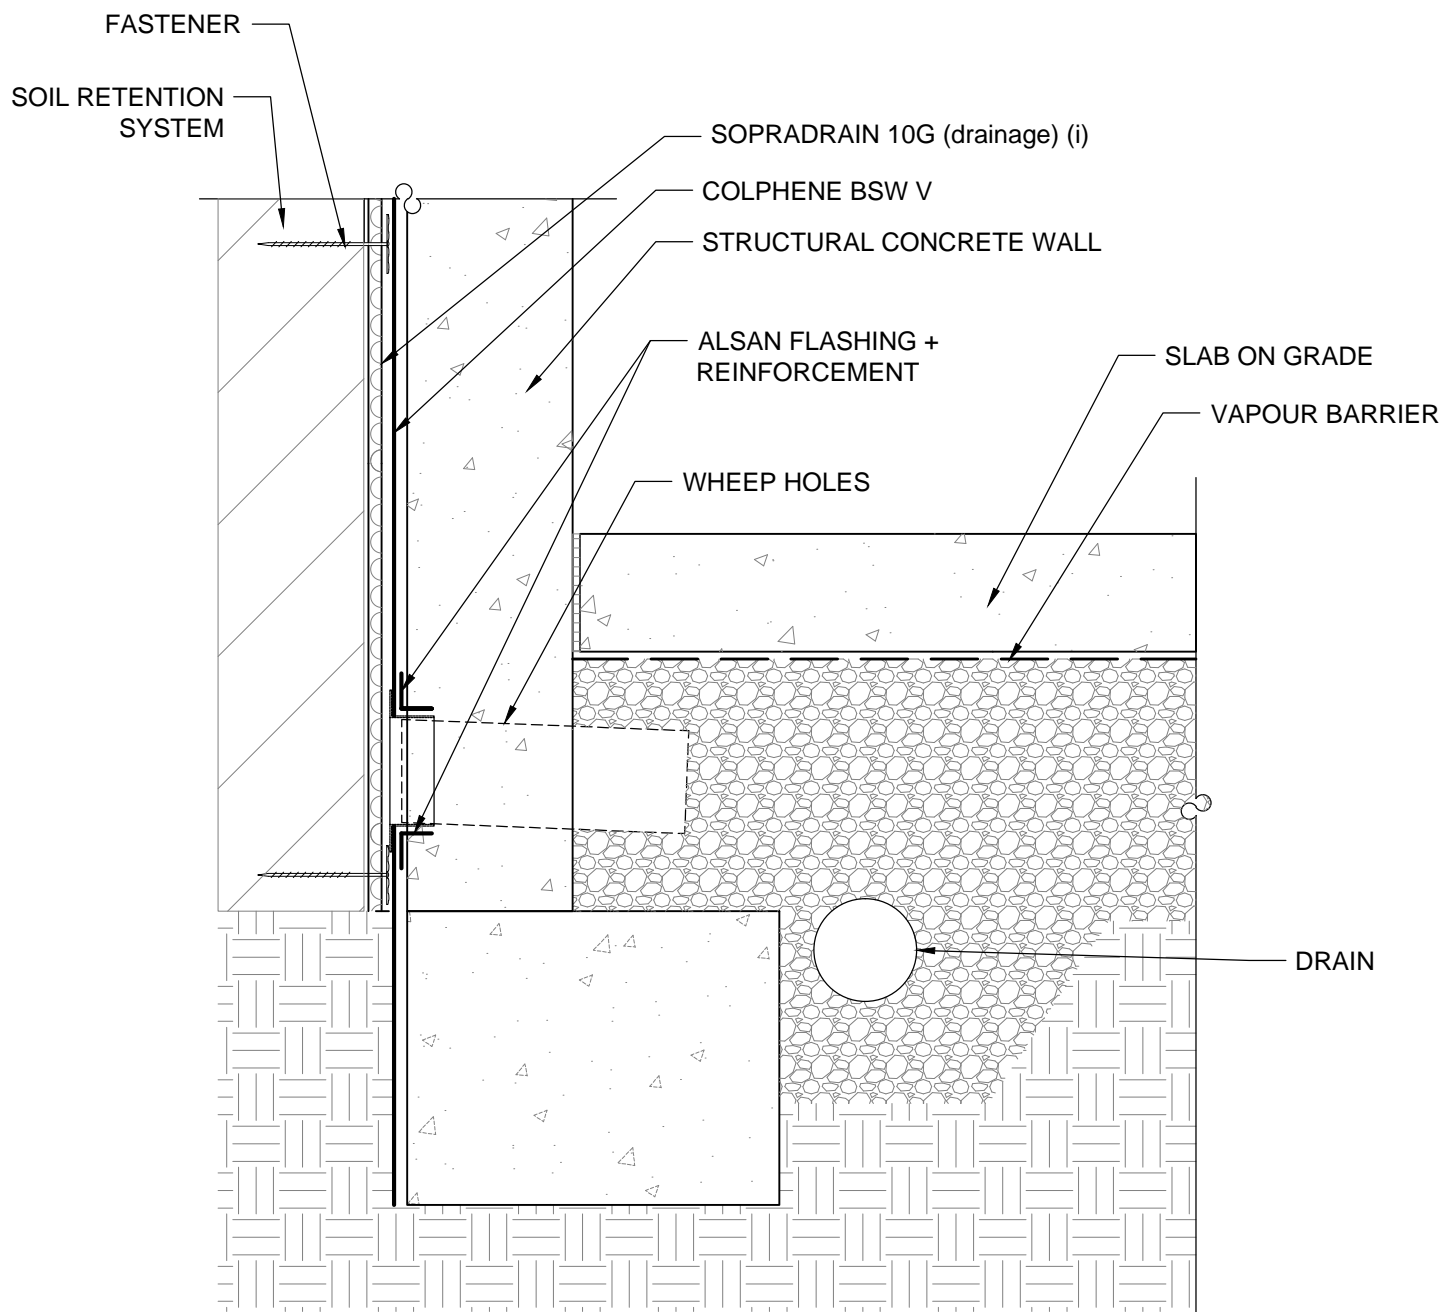 FASTENER
SOIL RETENTION
SYSTEM
SOPRADRAIN 10G (drainage) (i)
COLPHENE BSW V
STRUCTURAL CONCRETE WALL
ALSAN FLASHING +
REINFORCEMENT
SLAB ON GRADE
VAPOUR BARRIER
WHEEP HOLES
DRAIN